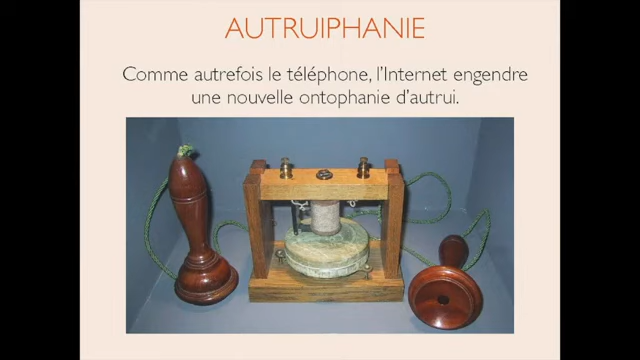 AUTRUIPHANIE
Comme autrefois le téléphone, l'Internet engendre
une nouvelle ontophanie d'autrui.